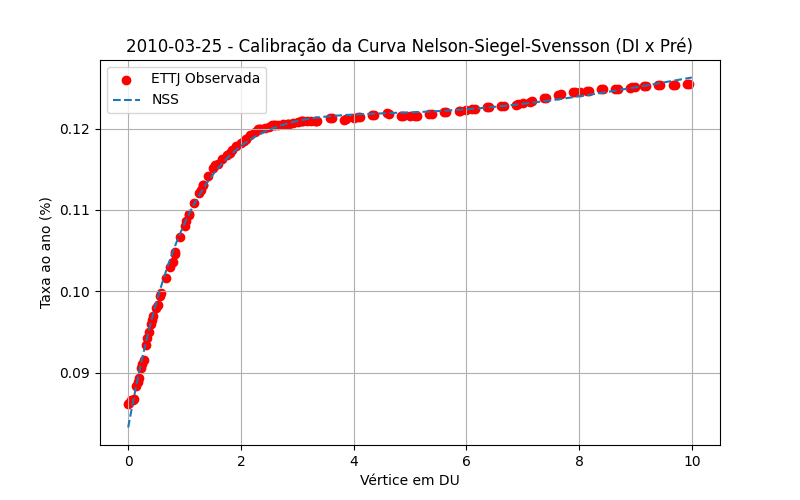 2010-03-25 - Calibração da Curva Nelson-Siegel-Svensson (DI x Pré)
ETTJ Observada
NSS
Taxa ao ano (%)
0.12
0.11
0.10
0.09
0 2 4 6 8 10
Vértice em DU